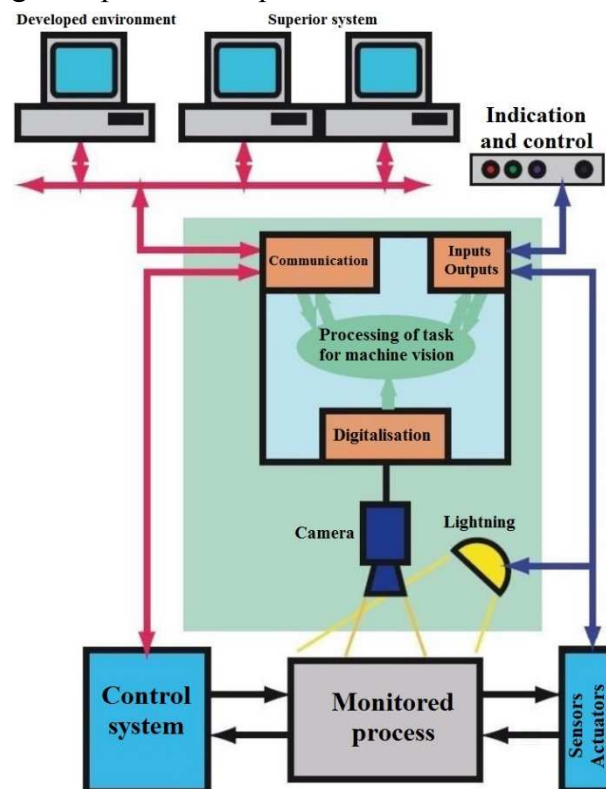 Developed environment
Superior system
Indication
and control
Communication
Inputs
Outputs
Processing of task
for machine vision
Digitalisation
Camera
Lightning
Control
system
Monitored
process
Sensors
Actuators